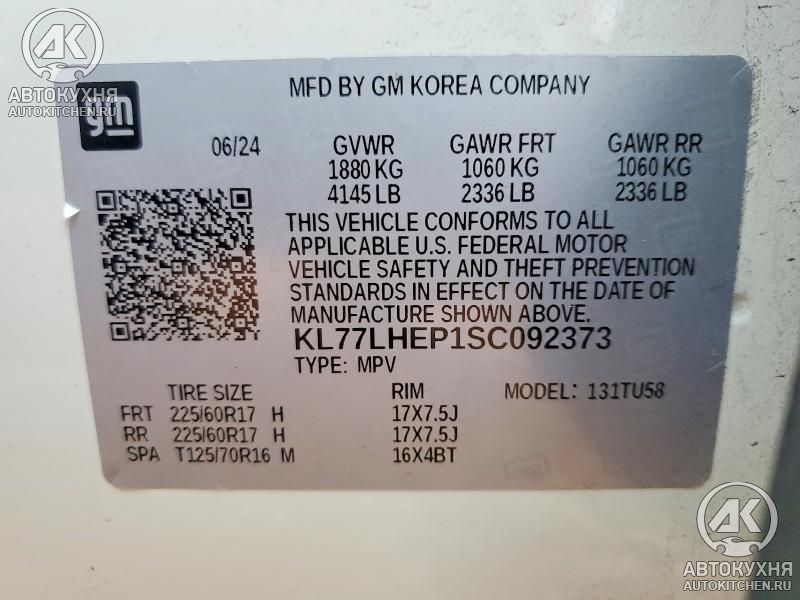 АК
АВТОКУХНЯ
AUTOKITCHEN.RU
gm
MFD BY GM KOREA COMPANY
06/24 GVWR GAWR FRT GAWR RR
1880 KG 1060 KG 1060 KG
4145 LB 2336 LB 2336 LB
THIS VEHICLE CONFORMS TO ALL
APPLICABLE U.S. FEDERAL MOTOR
VEHICLE SAFETY AND THEFT PREVENTION
STANDARDS IN EFFECT ON THE DATE OF
MANUFACTURE SHOWN ABOVE.
KL77LHEP1SC092373
TYPE: MPV
TIRE SIZE RIM MODEL: 131TU58
FRT 225/60R17 H 17X7.5J
RR 225/60R17 H 17X7.5J
SPA T125/70R16 M 16X4BT
АК
АВТОКУХНЯ
AUTOKITCHEN.RU